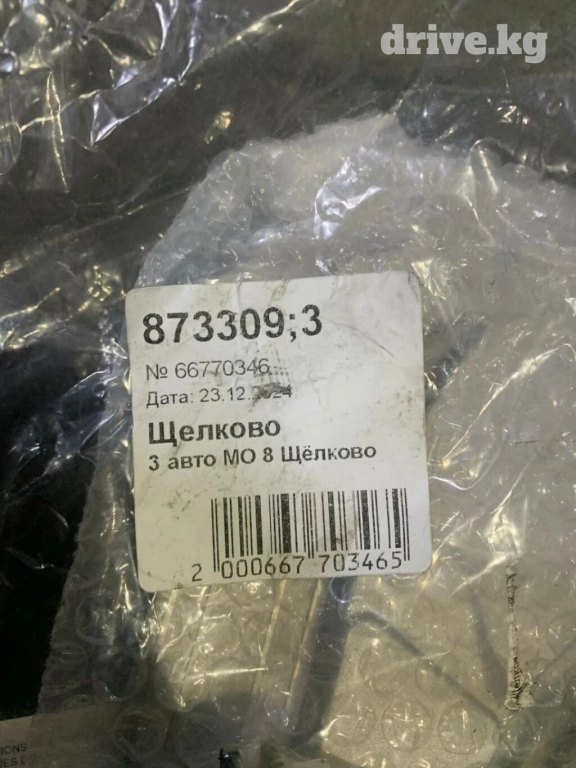 drive.kg
873309;3
№ 66770346
Дата: 23.12.2024
Щелково
3 авто МО 8 Щёлково
2 000667 703465
IONS